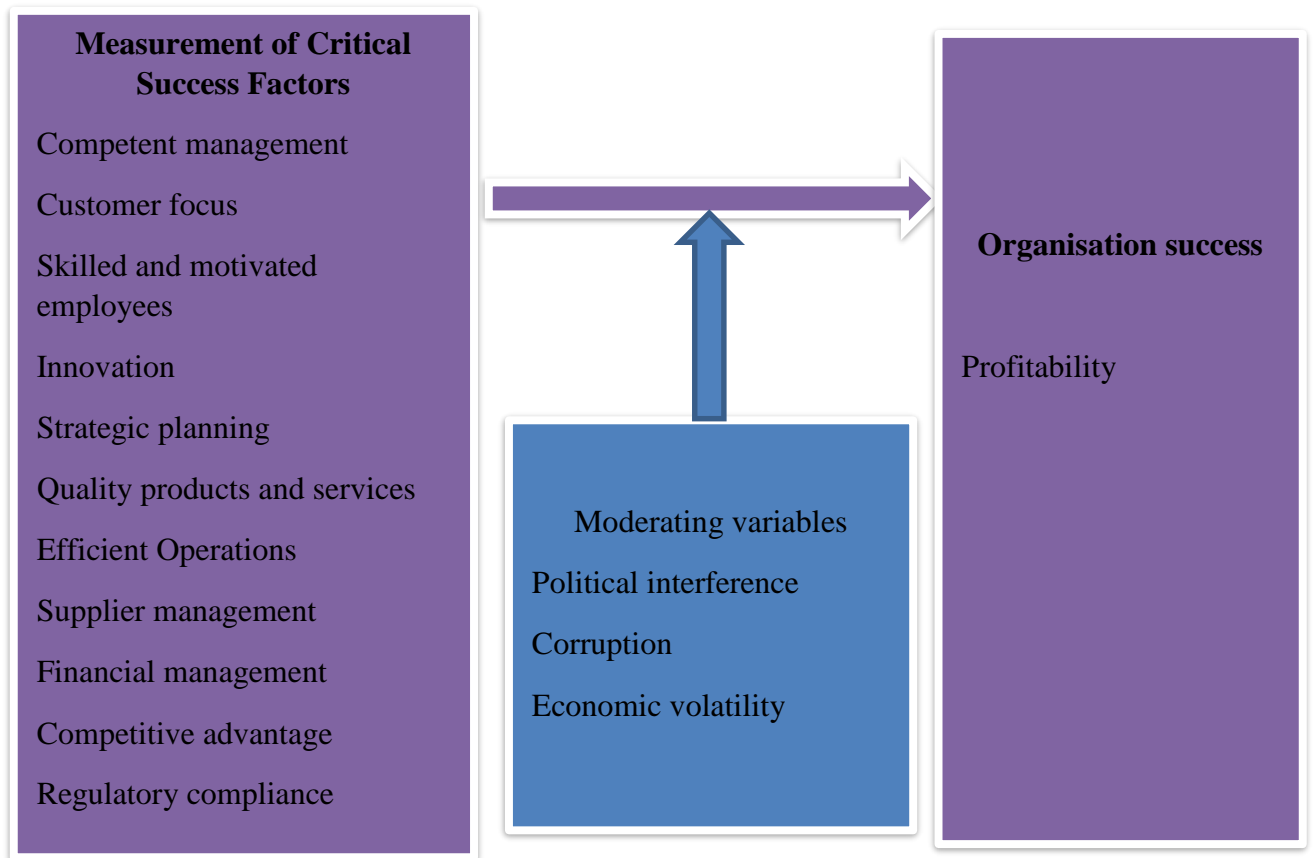 Measurement of Critical
Success Factors
Competent management
Customer focus
Skilled and motivated
employees
Innovation
Strategic planning
Quality products and services
Efficient Operations
Supplier management
Financial management
Competitive advantage
Regulatory compliance
Moderating variables
Political interference
Corruption
Economic volatility
Organisation success
Profitability